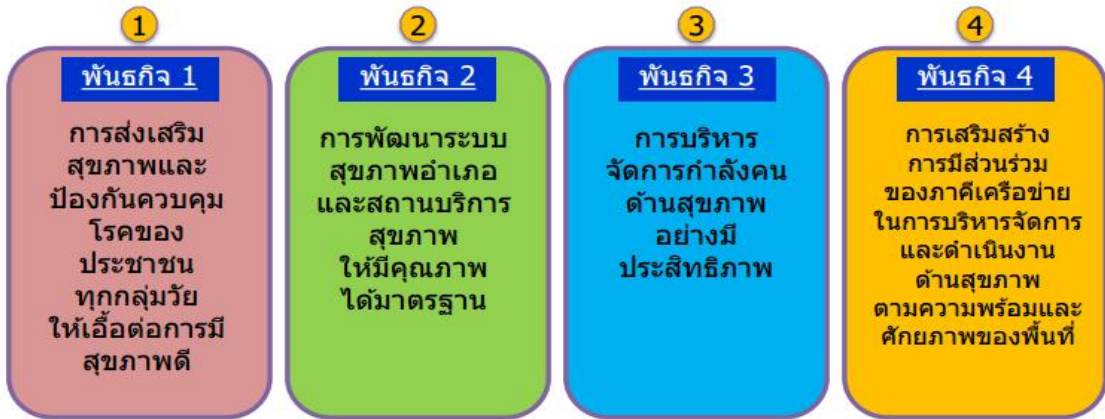 1
พันธกิจ 1
การส่งเสริม
สุขภาพและ
ป้องกันควบคุม
โรคของ
ประชาชน
ทุกกลุ่มวัย
ให้เอื้อต่อการมี
สุขภาพดี
2
พันธกิจ 2
การพัฒนาระบบ
สุขภาพอำเภอ
และสถานบริการ
สุขภาพ
ให้มีคุณภาพ
ได้มาตรฐาน
3
พันธกิจ 3
การบริหาร
จัดการกำลังคน
ด้านสุขภาพ
อย่างมี
ประสิทธิภาพ
4
พันธกิจ 4
การเสริมสร้าง
การมีส่วนร่วม
ของภาคีเครือข่าย
ในการบริหารจัดการ
และดำเนินงาน
ด้านสุขภาพ
ตามความพร้อมและ
ศักยภาพของพื้นที่